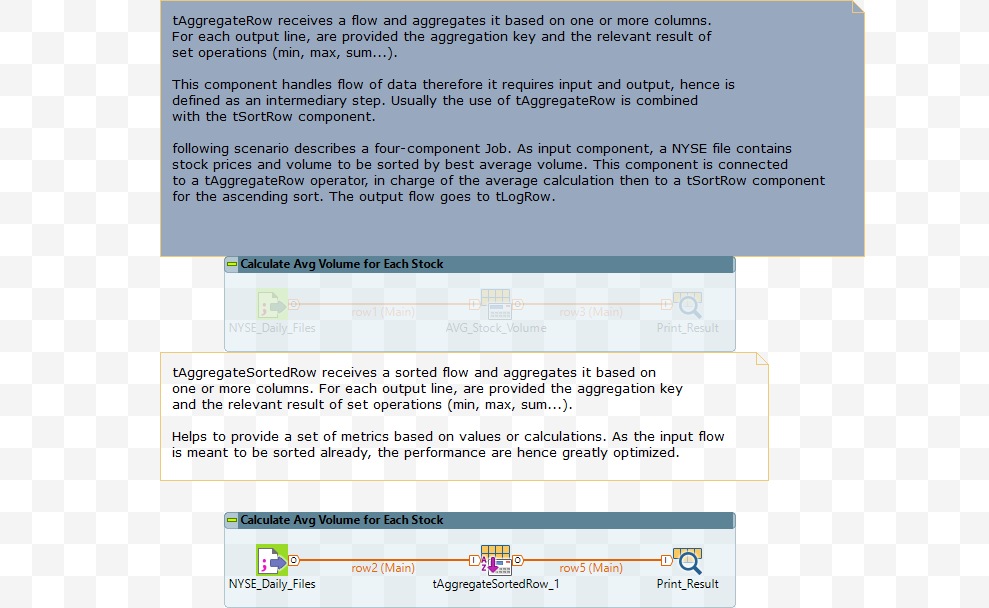 tAggregateRow receives a flow and aggregates it based on one or more columns.
For each output line, are provided the aggregation key and the relevant result of
set operations (min, max, sum...).
This component handles flow of data therefore it requires input and output, hence is
defined as an intermediary step. Usually the use of tAggregateRow is combined
with the tSortRow component.
following scenario describes a four-component Job. As input component, a NYSE file contains
stock prices and volume to be sorted by best average volume. This component is connected
to a tAggregateRow operator, in charge of the average calculation then to a tSortRow component
for the ascending sort. The output flow goes to tLogRow.
Calculate Avg Volume for Each Stock
O I O I
row1 (Main) row3 (Main)
NYSE_Daily_Files AVG_Stock_Volume Print_Result
tAggregateSortedRow receives a sorted flow and aggregates it based on
one or more columns. For each output line, are provided the aggregation key
and the relevant result of set operations (min, max, sum...).
Helps to provide a set of metrics based on values or calculations. As the input flow
is meant to be sorted already, the performance are hence greatly optimized.
Calculate Avg Volume for Each Stock
O I A Z O I
row2 (Main) row5 (Main)
NYSE_Daily_Files tAggregateSortedRow_1 Print_Result